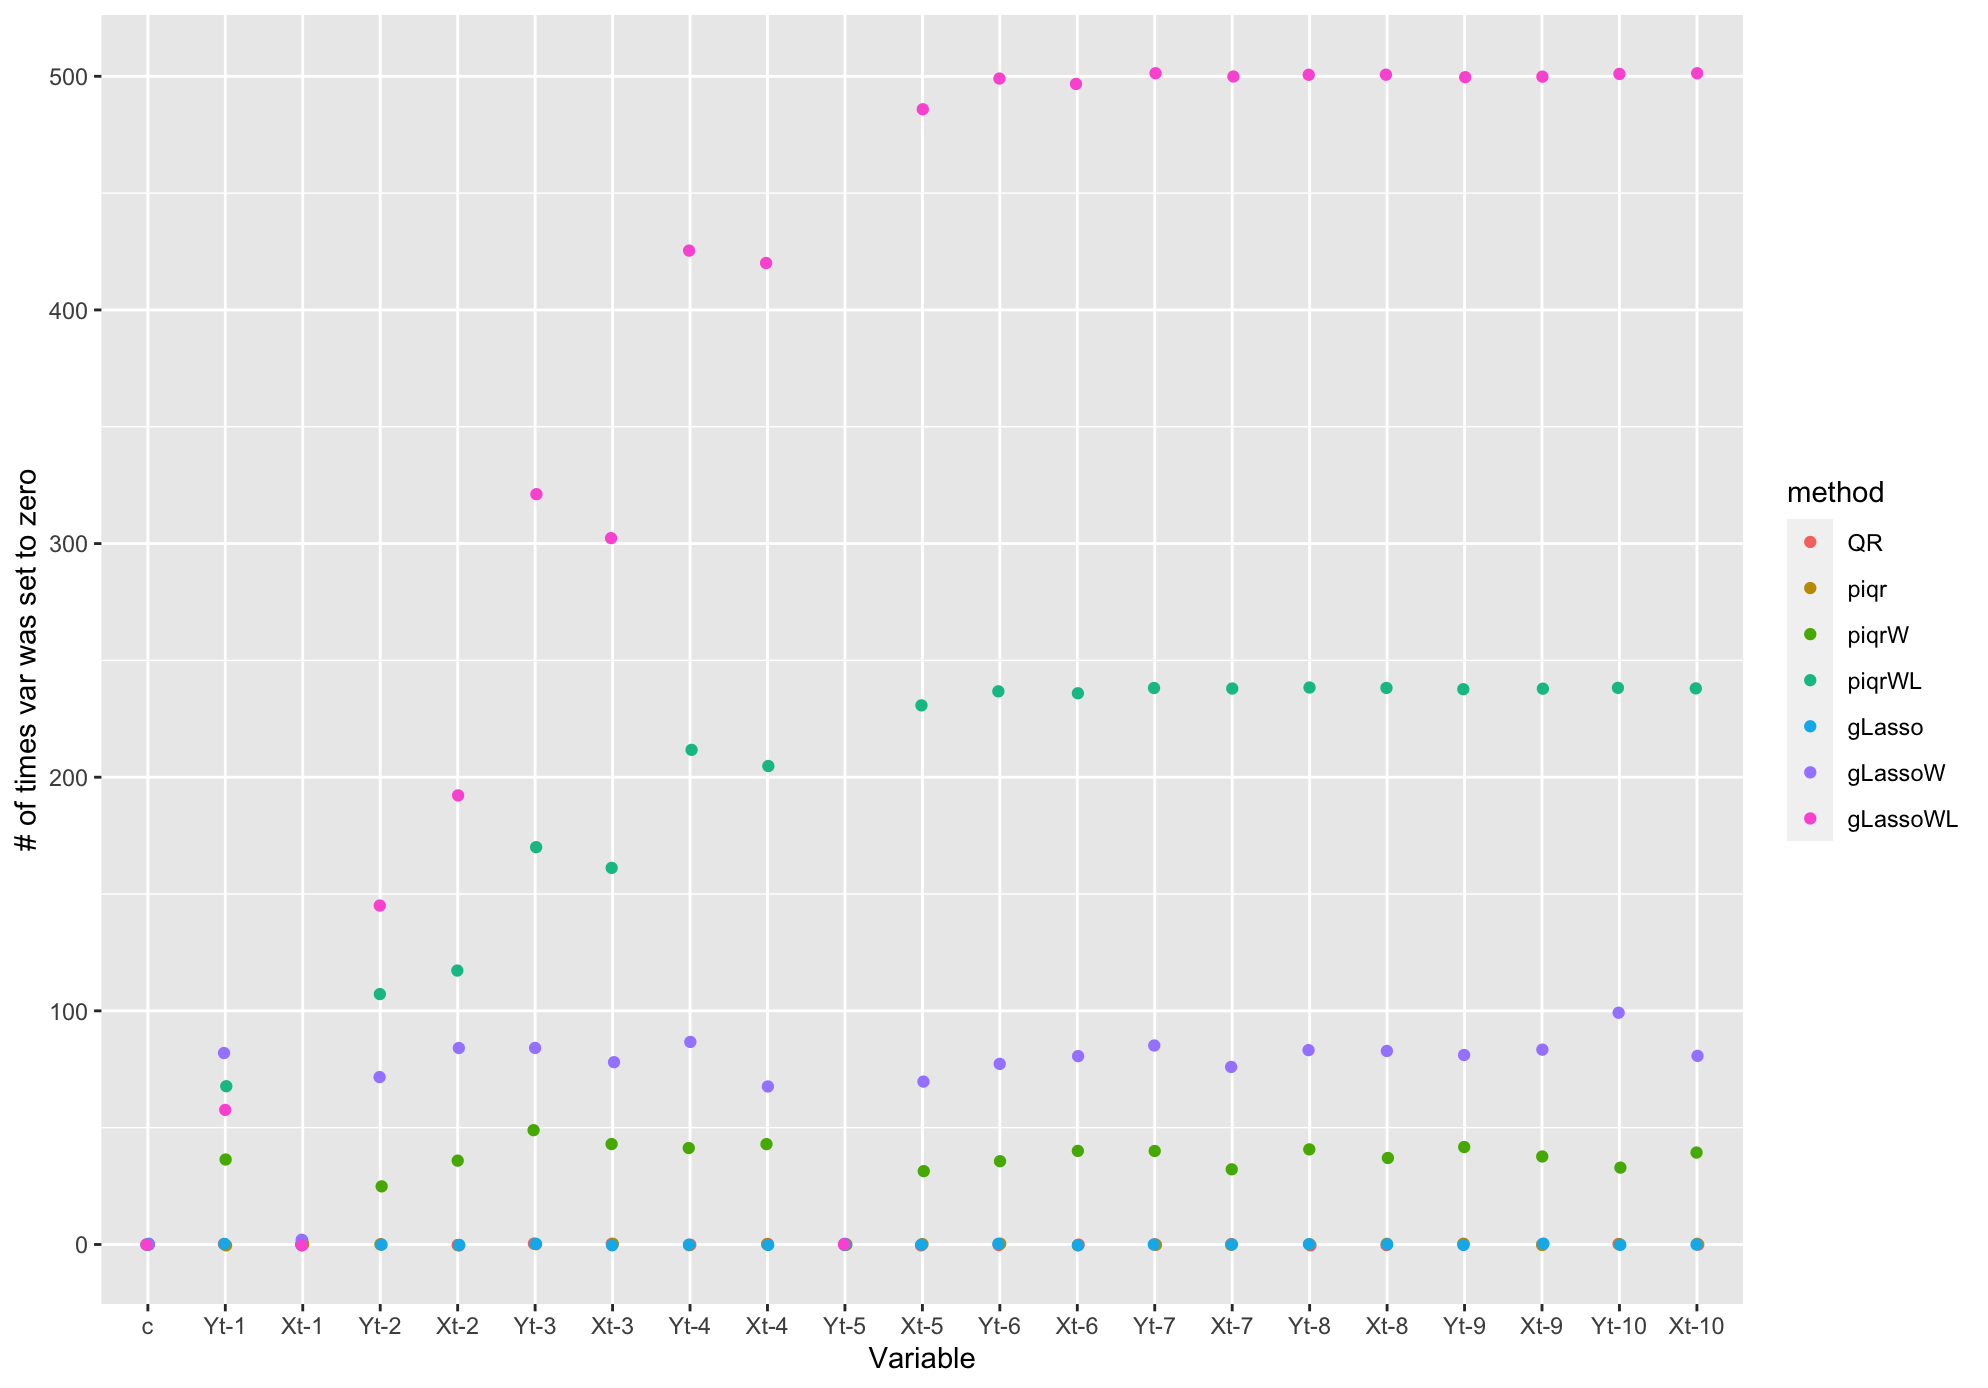 500
400
300
200
100
0
# of times var was set to zero
c Yt-1 Xt-1 Yt-2 Xt-2 Yt-3 Xt-3 Yt-4 Xt-4 Yt-5 Xt-5 Yt-6 Xt-6 Yt-7 Xt-7 Yt-8 Xt-8 Yt-9 Xt-9 Yt-10 Xt-10
Variable
method
QR
piqr
piqrW
piqrWL
gLasso
gLassoW
gLassoWL